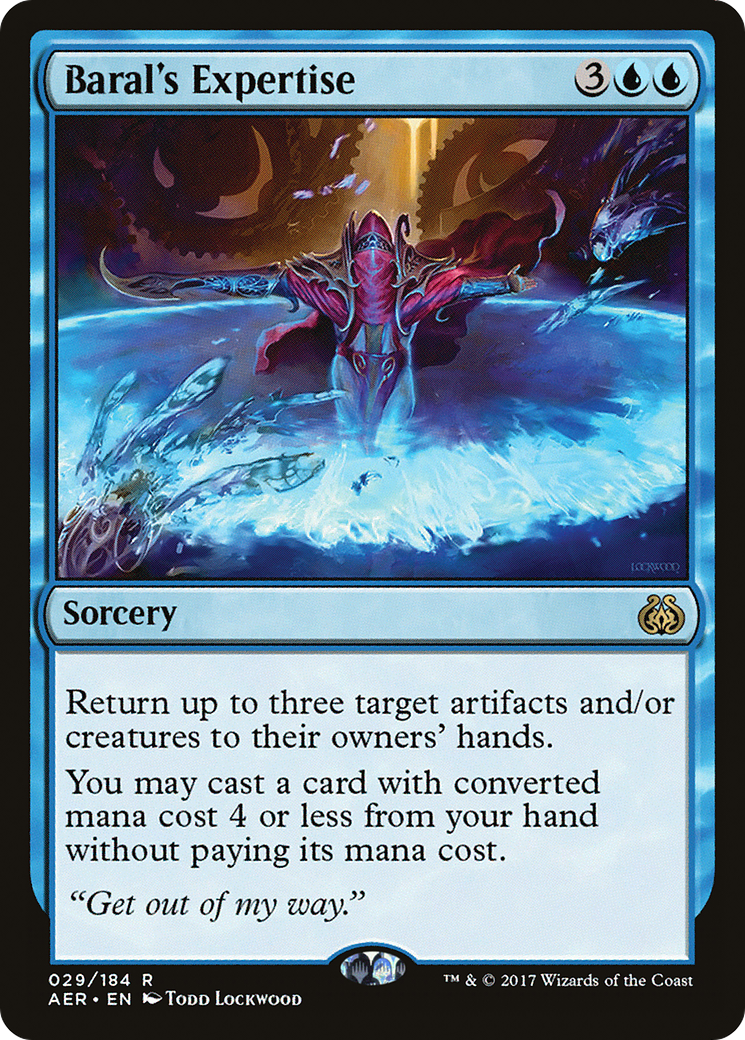 Baral's Expertise 3
LOCKWOOD
Sorcery
Return up to three target artifacts and/or
creatures to their owners' hands.
You may cast a card with converted
mana cost 4 or less from your hand
without paying its mana cost.
“Get out of my way.”
029/184 R
™ & © 2017 Wizards of the Coast
AER • EN Todd Lockwood